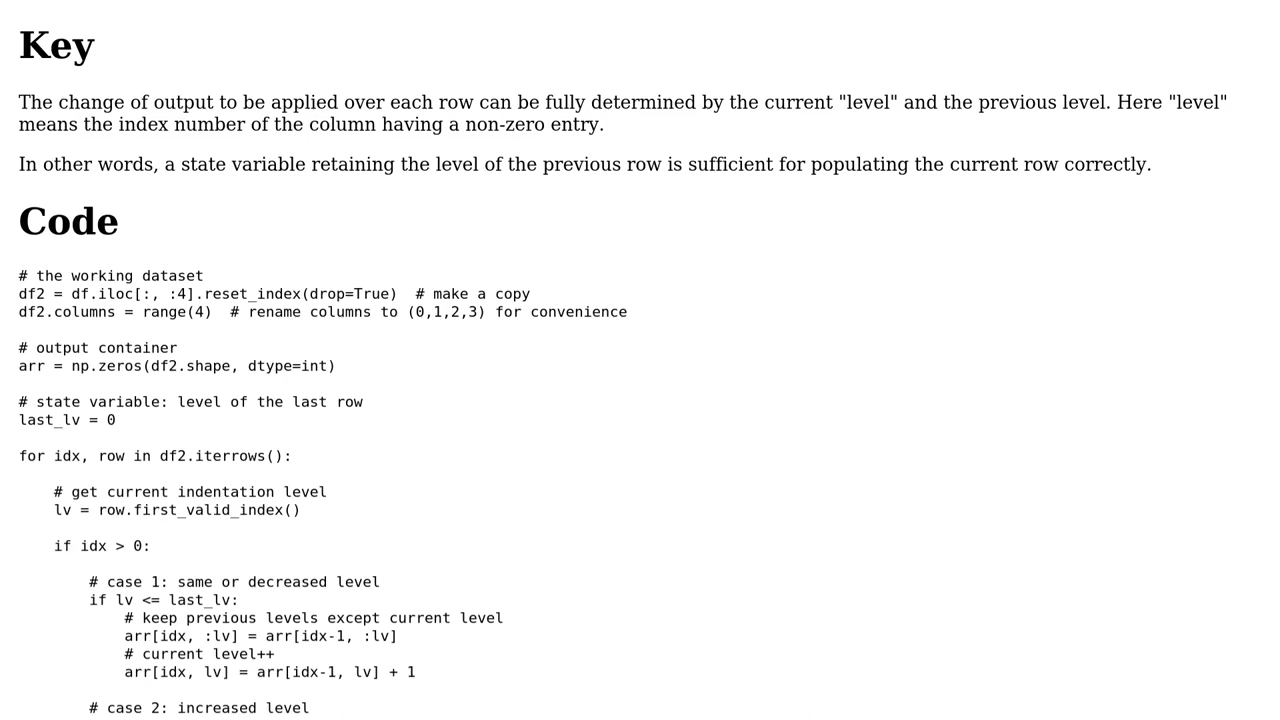 Key
The change of output to be applied over each row can be fully determined by the current "level" and the previous level. Here "level"
means the index number of the column having a non-zero entry.
In other words, a state variable retaining the level of the previous row is sufficient for populating the current row correctly.
Code
# the working dataset
df2 = df.iloc[:, :4].reset_index(drop=True)  # make a copy
df2.columns = range(4)  # rename columns to (0,1,2,3) for convenience
# output container
arr = np.zeros(df2.shape, dtype=int)
# state variable: level of the last row
last_lv = 0
for idx, row in df2.iterrows():
    # get current indentation level
    lv = row.first_valid_index()
    if idx > 0:
        # case 1: same or decreased level
        if lv <= last_lv:
            # keep previous levels except current level
            arr[idx, :lv] = arr[idx-1, :lv]
            # current level++
            arr[idx, lv] = arr[idx-1, lv] + 1
        # case 2: increased level